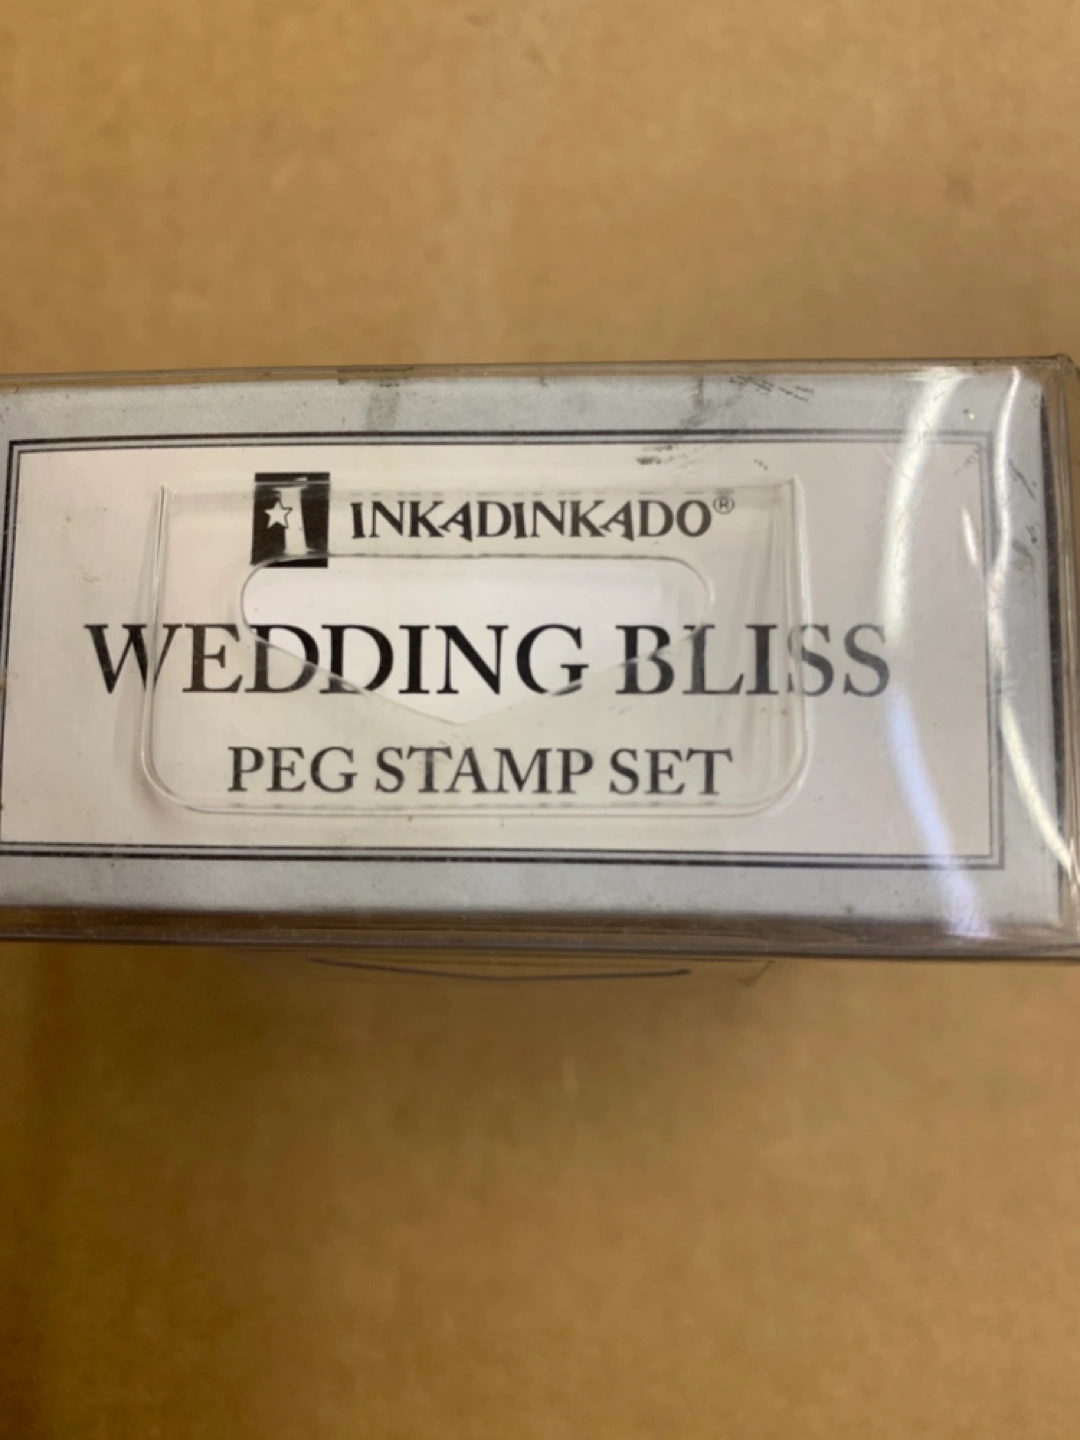 INKADINKADO®
WEDDING BLISS
PEG STAMP SET